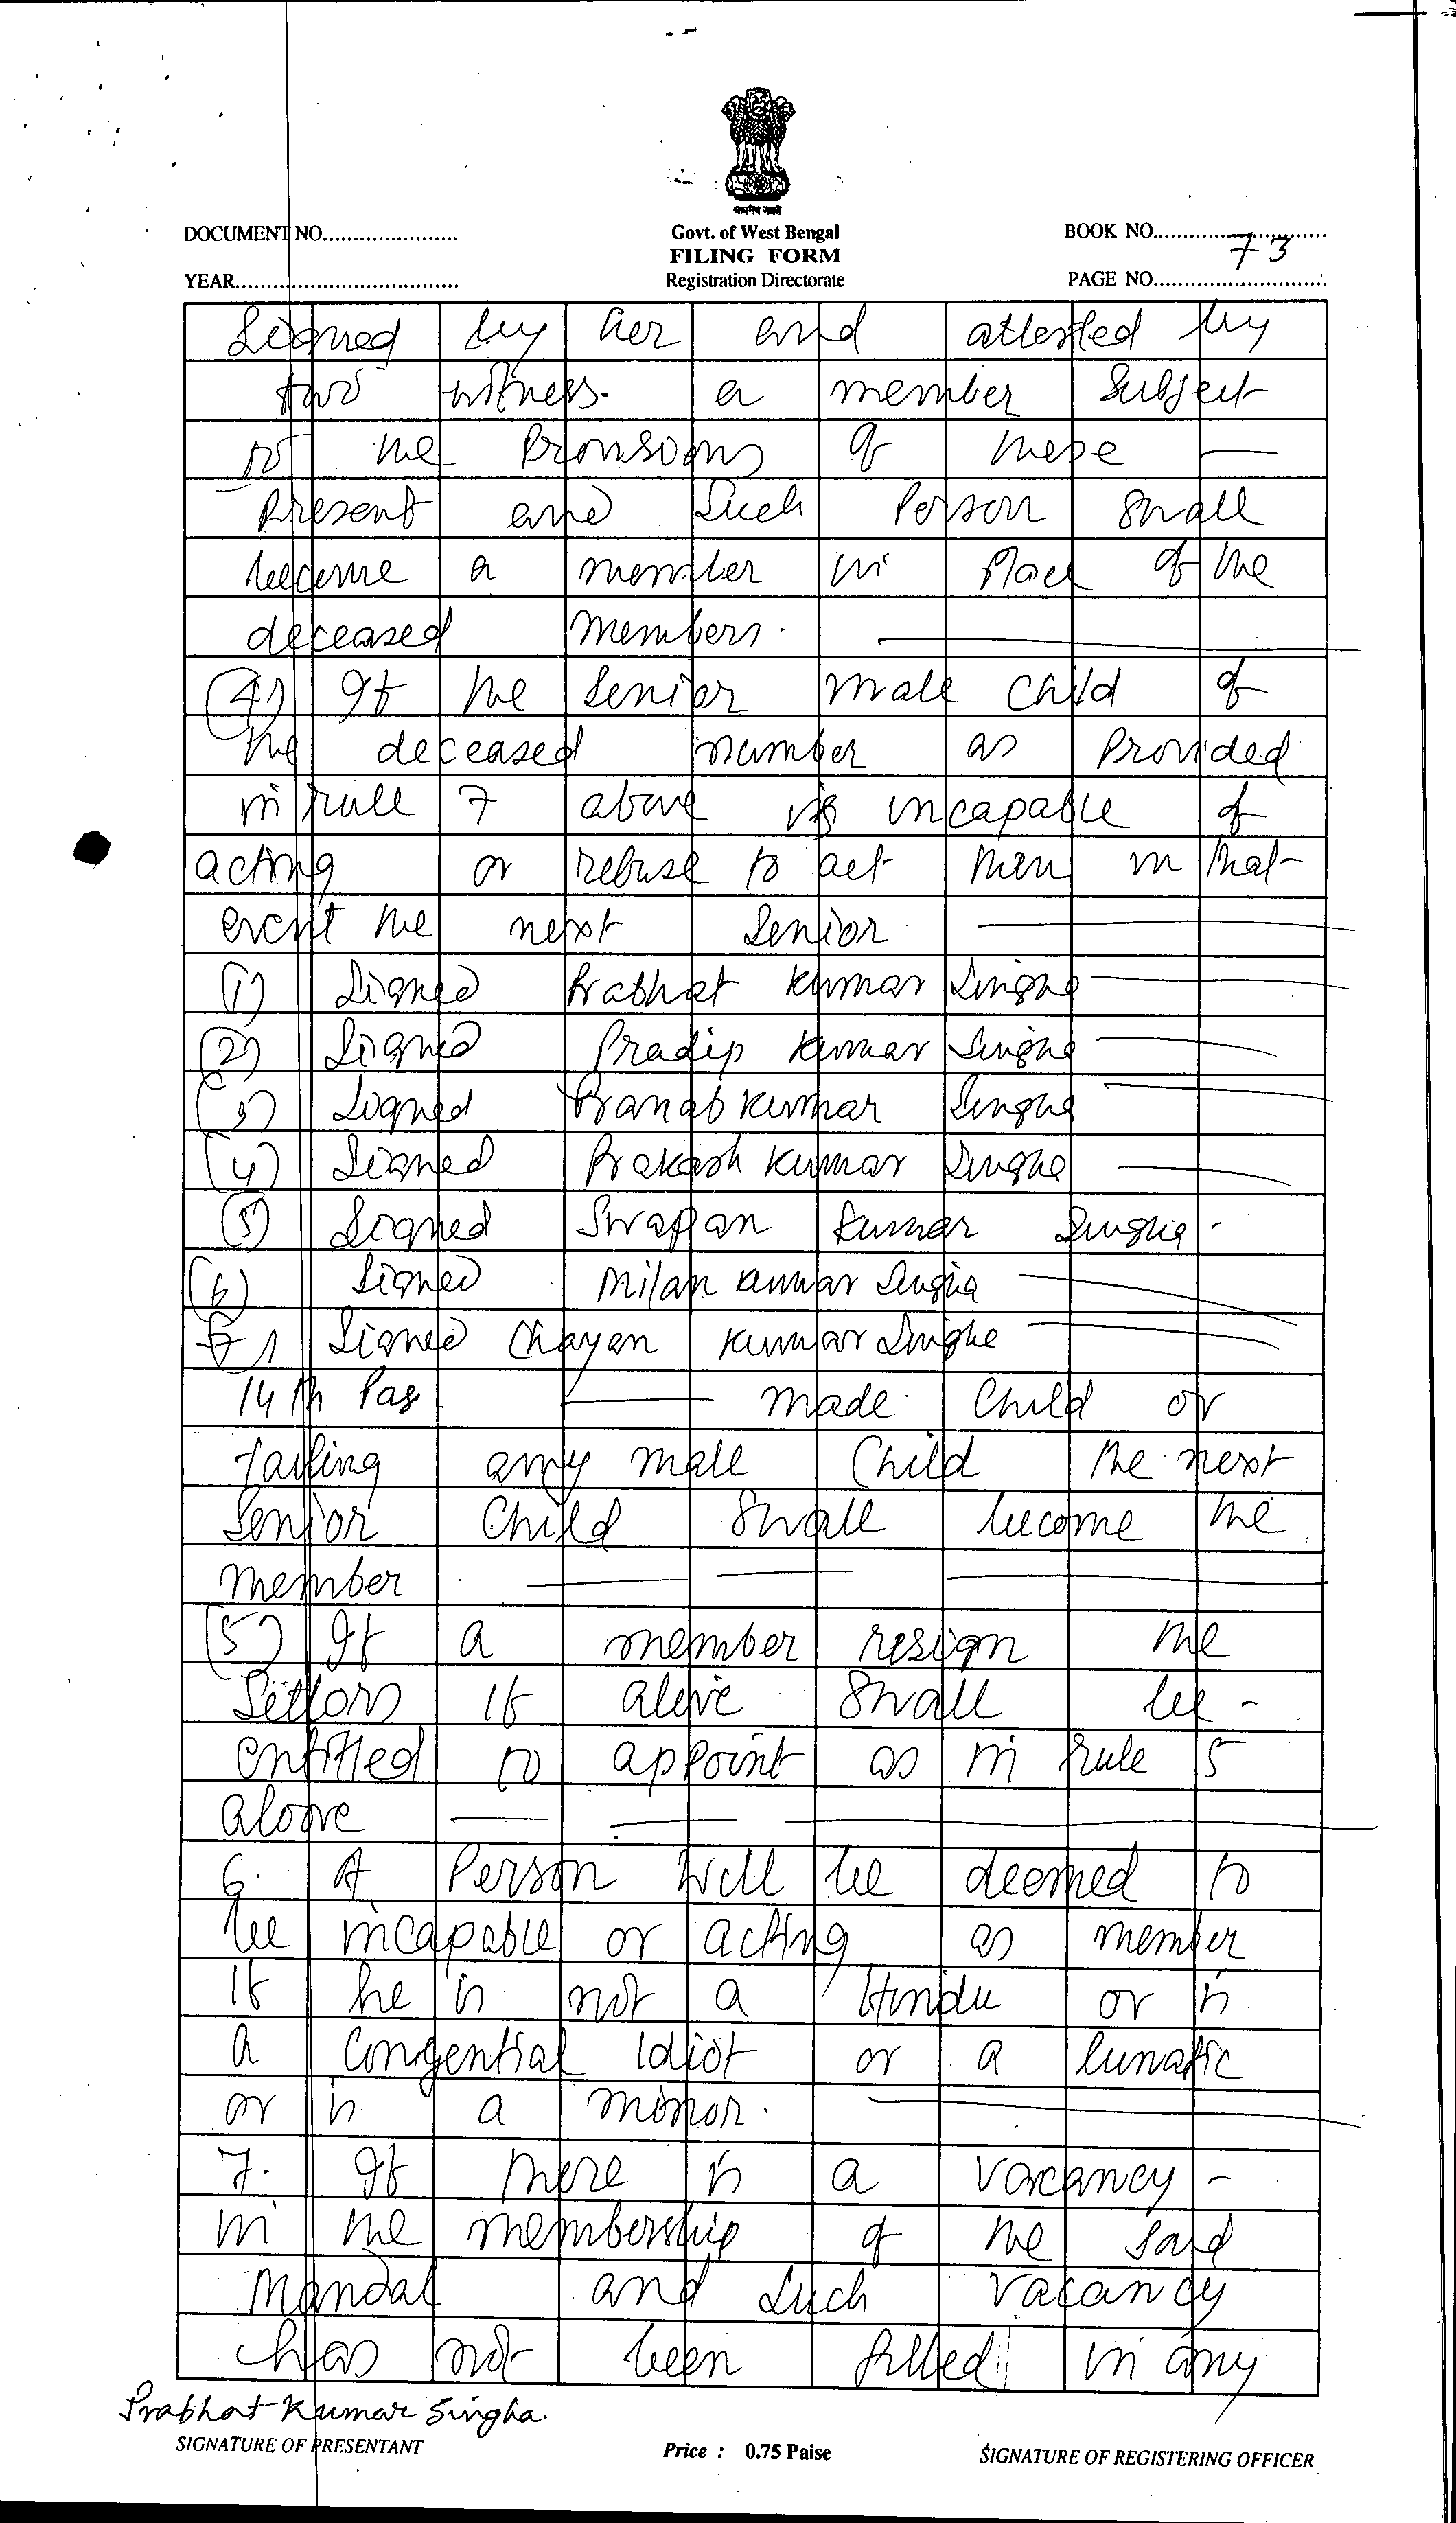 सत्यमेव जयते
DOCUMENT NO......................
Govt. of West Bengal
BOOK NO.............................
FILING FORM
73
YEAR......................................
Registration Directorate
PAGE NO.............................
Signed by her and attested by
two witness. a member Subject
to the Provisions of these —
Present and Such Person Shall
become a member in Place of the
deceased members. —
(4) If the Senior male Child of
the deceased member as Provided
in rule 7 above is incapable of
acting or refuse to act then in that
event the next Senior —
(1) Signed Prabhat Kumar Singha —
(2) Signed Pradip Kumar Singha —
(3) Signed Pranab Kumar Singha —
(4) Signed Prakash Kumar Singha —
(5) Signed Swapan Kumar Singha -
(6) Signed Milan Kumar Singha —
7) Signed Chayan Kumar Singha —
14th Pag — made Child or
failing any male Child the next
Senior Child Shall become the
member — — —
(5) If a member resign the
Settlors if alive Shall be -
entitled to appoint as in rule 5
above — — —
6. A Person will be deemed to
be incapable or acting as member
If he is not a Hindu or is
a Congential Idiot or a lunatic
or is a minor. —
7. If there is a vacancy -
in the membership of the said
Mandal and Such vacancy
has not been filled in any
Prabhat Kumar Singha.
SIGNATURE OF PRESENTANT
Price : 0.75 Paise
SIGNATURE OF REGISTERING OFFICER